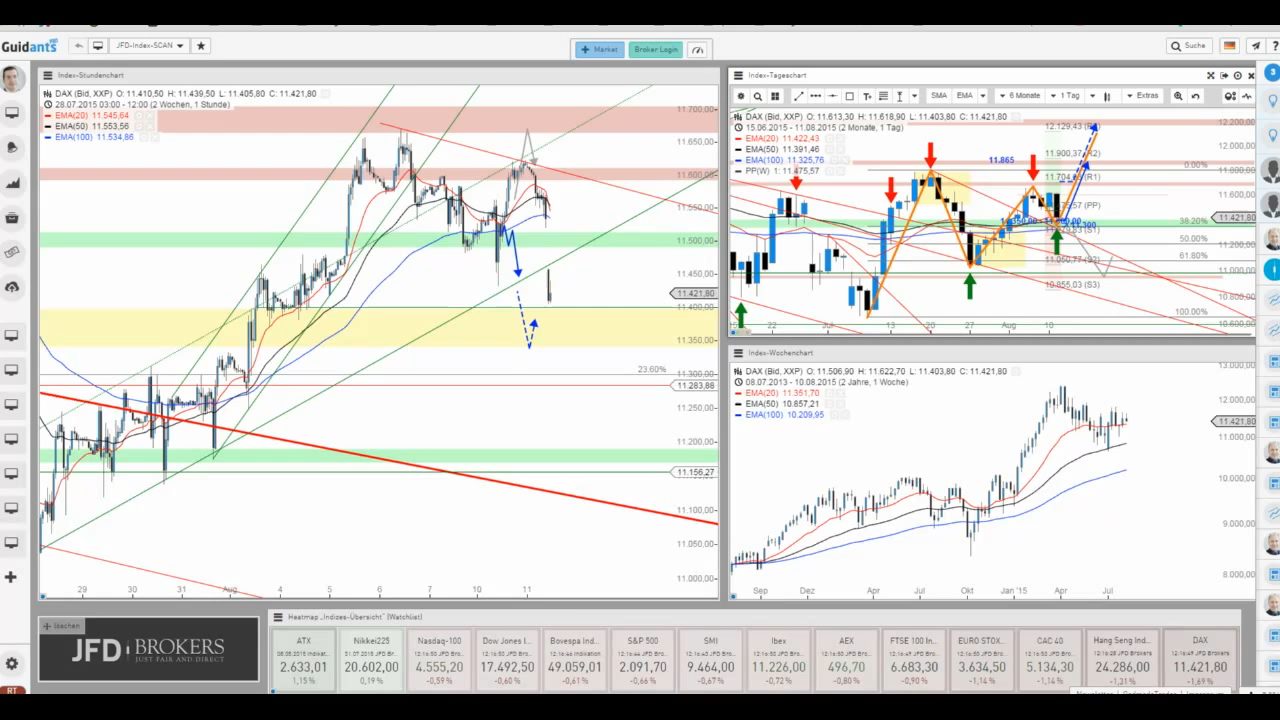 Guidants PRO
JFD-Index-SCAN
Market
Broker Login
Suche
Index-Stundenchart
DAX (Bid, XXP) O: 11.410,50 H: 11.439,50 L: 11.405,80 C: 11.421,80
28.07.2015 03:00 - 12:00 (2 Wochen, 1 Stunde)
EMA(20) 11.545,64
EMA(50) 11.553,56
EMA(100) 11.534,86
11.700,00
11.650,00
11.600,00
11.550,00
11.500,00
11.450,00
11.421,80
11.400,00
11.350,00
23.60%
11.283,88
11.250,00
11.200,00
11.156,27
11.100,00
11.050,00
11.000,00
29 30 31 Aug 4 5 6 7 10 11
Index-Tageschart
SMA EMA 6 Monate 1 Tag Extras
DAX (Bid, XXP) O: 11.613,30 H: 11.618,90 L: 11.403,80 C: 11.421,80
15.06.2015 - 11.08.2015 (2 Monate, 1 Tag)
EMA(20) 11.422,43
EMA(50) 11.391,46
EMA(100) 11.325,76
PP(W) 11.475,57
11.865
11.900,37 (R2)
0.00%
38.20%
50.00%
61.80%
10.855,03 (S3)
100.00%
12.200,00
12.000,00
11.800,00
11.600,00
11.421,80
11.200,00
11.000,00
10.800,00
10.600,00
22 13 20 27 Aug 10
Index-Wochenchart
DAX (Bid, XXP) O: 11.506,90 H: 11.622,70 L: 11.403,80 C: 11.421,80
08.07.2013 - 10.08.2015 (2 Jahre, 1 Woche)
EMA(20) 11.351,70
EMA(50) 10.857,21
EMA(100) 10.209,95
13.000,00
12.000,00
11.421,80
11.000,00
10.000,00
9.000,00
8.000,00
Sep Dez Apr Jul Okt Jan '15 Apr Jul
löschen
JFD BROKERS
JUST FAIR AND DIRECT
Heatmap „Indizes-Übersicht" (Watchlist)
ATX Nikkei225 Nasdaq-100 Dow Jones I... Bovespa Ind... S&P 500 SMI Ibex AEX FTSE 100 In... EURO STOX... CAC 40 Hang Seng Ind... DAX
2.633,01 20.602,00 4.555,20 17.492,50 49.059,01 2.091,70 9.464,00 11.226,00 496,70 6.683,30 3.634,50 5.134,30 24.286,00 11.421,80
1,15 % 0,19 % -0,59 % -0,60 % -0,61 % -0,66 % -0,67 % -0,72 % -0,80 % -0,90 % -1,14 % -1,14 % -1,31 % -1,69 %
RT